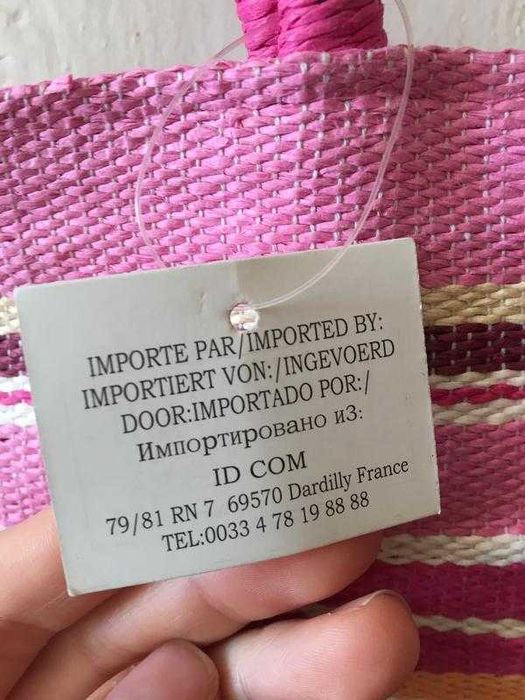 IMPORTE PAR/IMPORTED BY:
IMPORTIERT VON:/INGEVOERD
DOOR:IMPORTADO POR:/
Импортировано иЗ:
ID COM
79/81 RN 7 69570 Dardilly France
TEL:0033 4 78 19 88 88